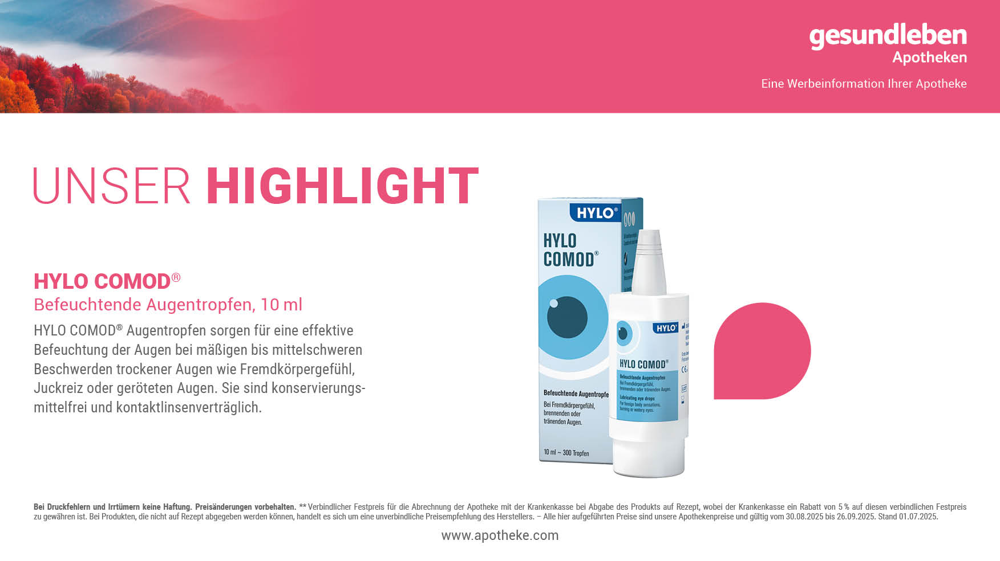 gesundleben
Apotheken
Eine Werbeinformation Ihrer Apotheke
UNSER HIGHLIGHT
HYLO COMOD®
Befeuchtende Augentropfen, 10 ml
HYLO COMOD® Augentropfen sorgen für eine effektive
Befeuchtung der Augen bei mäßigen bis mittelschweren
Beschwerden trockener Augen wie Fremdkörpergefühl,
Juckreiz oder geröteten Augen. Sie sind konservierungs-
mittelfrei und kontaktlinsenverträglich.
HYLO®
HYLO
COMOD®
Befeuchtende Augentropfe
Bei Fremdkörpergefühl,
brennenden oder
tränenden Augen.
10 ml ~ 300 Tropfen
HYLO®
HYLO COMOD®
Befeuchtende Augentropfen
Bei Fremdkörpergefühl,
brennenden oder tränenden Augen.
Lubricating eye drops
For foreign body sensations,
burning or watery eyes.
LOT
Bei Druckfehlern und Irrtümern keine Haftung. Preisänderungen vorbehalten. ** Verbindlicher Festpreis für die Abrechnung der Apotheke mit der Krankenkasse bei Abgabe des Produkts auf Rezept, wobei der Krankenkasse ein Rabatt von 5 % auf diesen verbindlichen Festpreis
zu gewähren ist. Bei Produkten, die nicht auf Rezept abgegeben werden können, handelt es sich um eine unverbindliche Preisempfehlung des Herstellers. – Alle hier aufgeführten Preise sind unsere Apothekenpreise und gültig vom 30.08.2025 bis 26.09.2025. Stand 01.07.2025.
www.apotheke.com